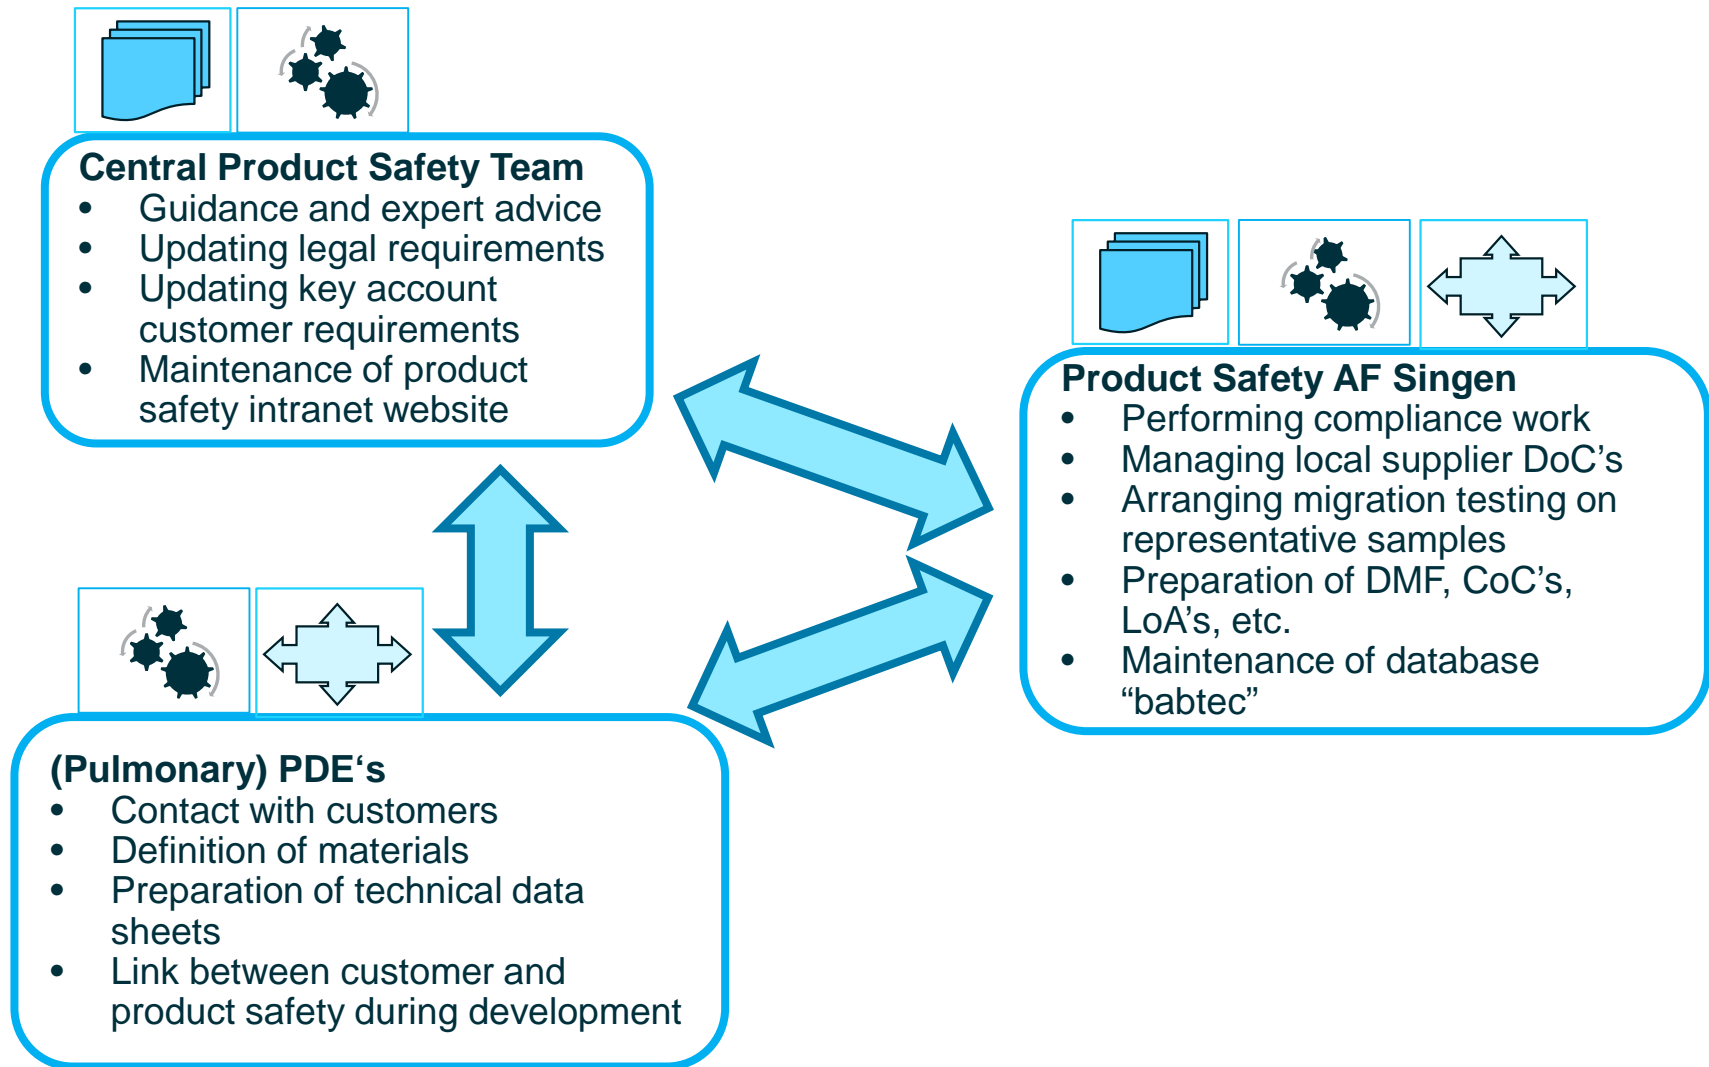 Central Product Safety Team
• Guidance and expert advice
• Updating legal requirements
• Updating key account
customer requirements
• Maintenance of product
safety intranet website
Product Safety AF Singen
• Performing compliance work
• Managing local supplier DoC’s
• Arranging migration testing on
representative samples
• Preparation of DMF, CoC’s,
LoA’s, etc.
• Maintenance of database
“babtec”
(Pulmonary) PDE‘s
• Contact with customers
• Definition of materials
• Preparation of technical data
sheets
• Link between customer and
product safety during development